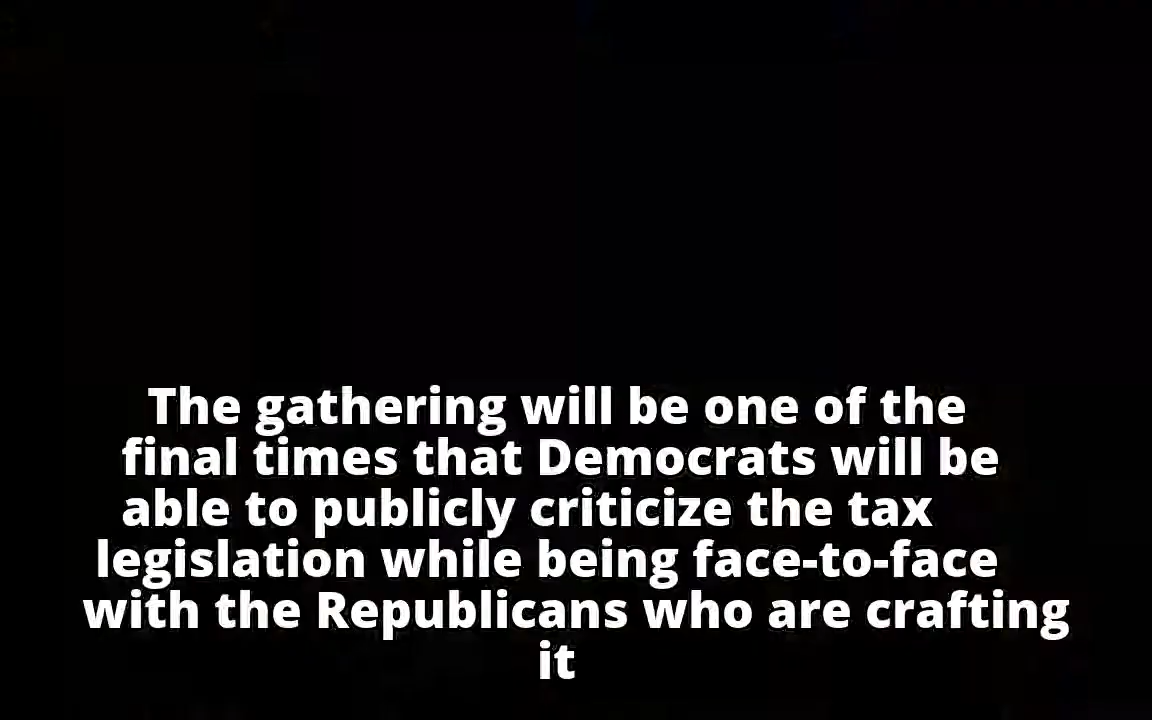 The gathering will be one of the
final times that Democrats will be
able to publicly criticize the tax
legislation while being face-to-face
with the Republicans who are crafting
it